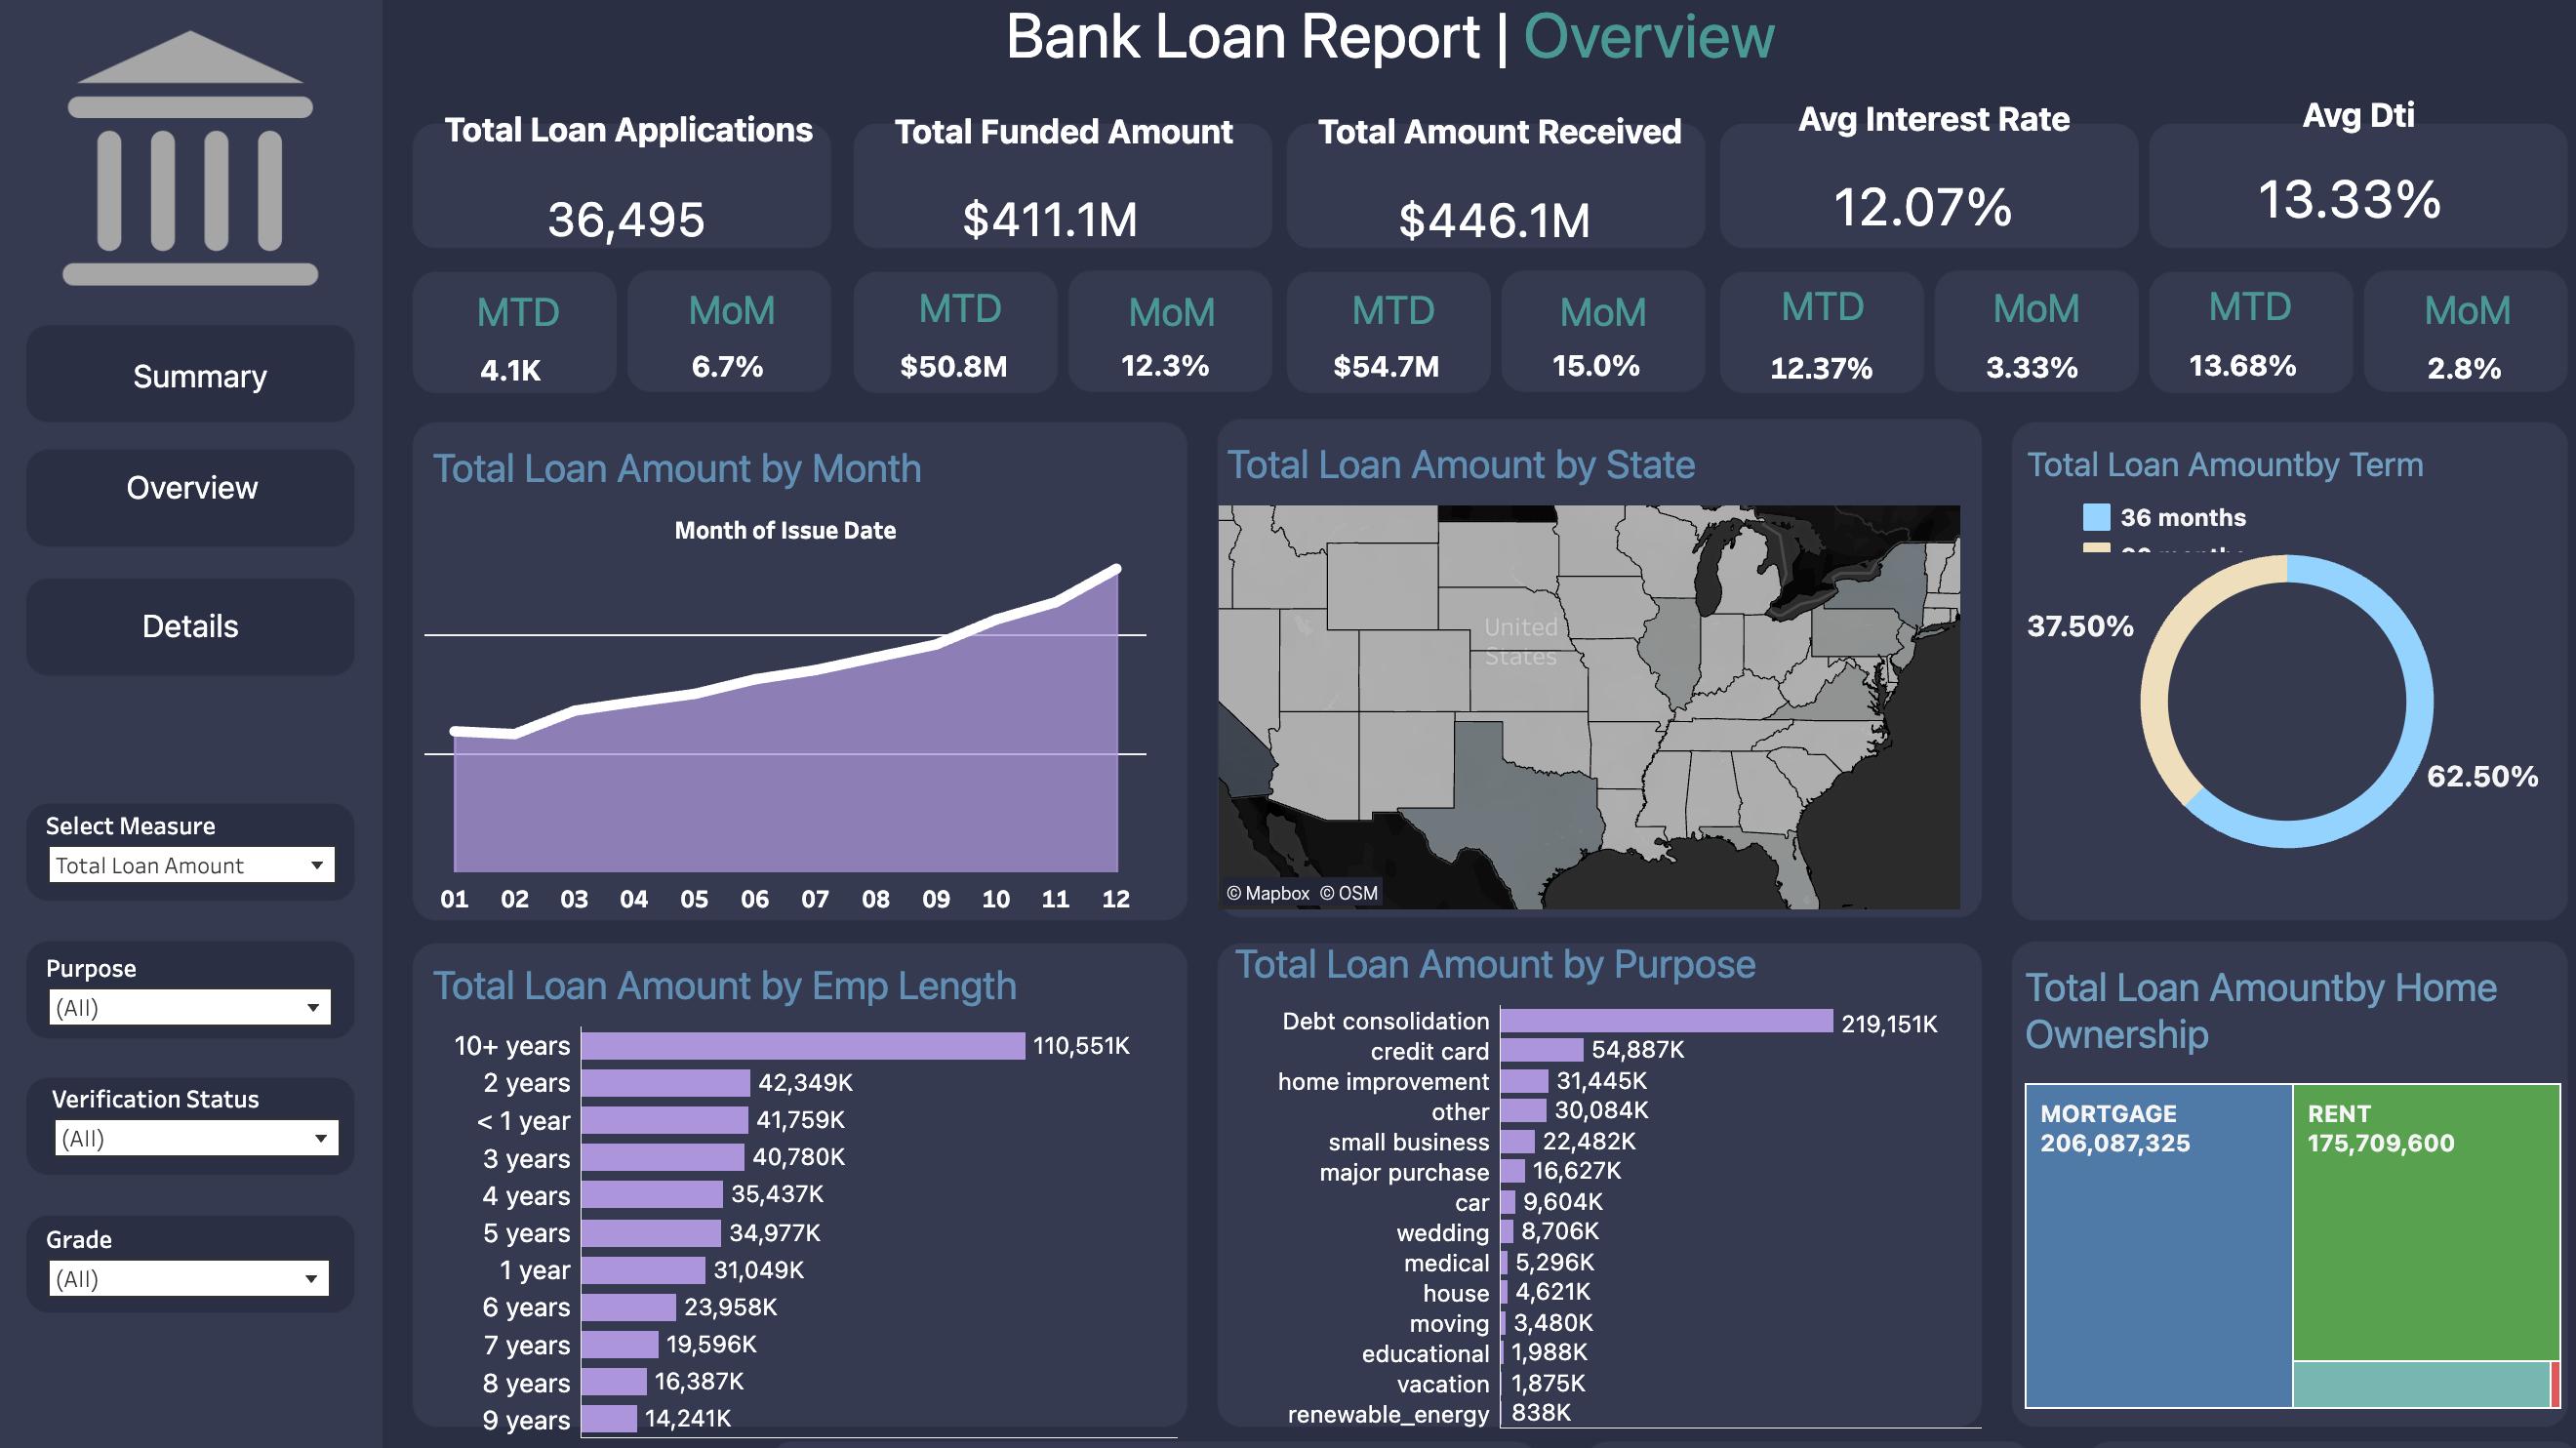 Bank Loan Report | Overview
Total Loan Applications
36,495
Total Funded Amount
$411.1M
Total Amount Received
$446.1M
Avg Interest Rate
12.07%
Avg Dti
13.33%
MTD
4.1K
MoM
6.7%
MTD
$50.8M
MoM
12.3%
MTD
$54.7M
MoM
15.0%
MTD
12.37%
MoM
3.33%
MTD
13.68%
MoM
2.8%
Summary
Overview
Details
Select Measure
Total Loan Amount
Purpose
(All)
Verification Status
(All)
Grade
(All)
Total Loan Amount by Month
Month of Issue Date
01 02 03 04 05 06 07 08 09 10 11 12
Total Loan Amount by State
United
States
© Mapbox © OSM
Total Loan Amountby Term
36 months
37.50%
62.50%
Total Loan Amount by Emp Length
10+ years 110,551K
2 years 42,349K
< 1 year 41,759K
3 years 40,780K
4 years 35,437K
5 years 34,977K
1 year 31,049K
6 years 23,958K
7 years 19,596K
8 years 16,387K
9 years 14,241K
Total Loan Amount by Purpose
Debt consolidation 219,151K
credit card 54,887K
home improvement 31,445K
other 30,084K
small business 22,482K
major purchase 16,627K
car 9,604K
wedding 8,706K
medical 5,296K
house 4,621K
moving 3,480K
educational 1,988K
vacation 1,875K
renewable_energy 838K
Total Loan Amountby Home
Ownership
MORTGAGE
206,087,325
RENT
175,709,600